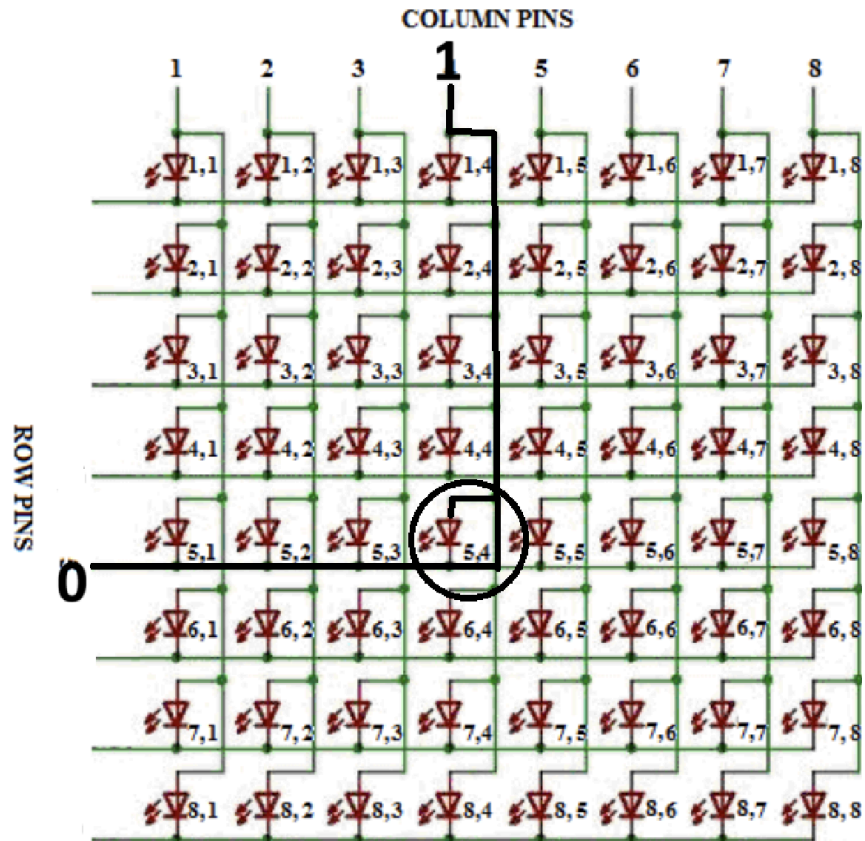 COLUMN PINS
1 2 3 1 5 6 7 8
1,1 1,2 1,3 1,4 1,5 1,6 1,7 1,8
2,1 2,2 2,3 2,4 2,5 2,6 2,7 2,8
3,1 3,2 3,3 3,4 3,5 3,6 3,7 3,8
4,1 4,2 4,3 4,4 4,5 4,6 4,7 4,8
ROW PINS
5,1 5,2 5,3 5,4 5,5 5,6 5,7 5,8
0
6,1 6,2 6,3 6,4 6,5 6,6 6,7 6,8
7,1 7,2 7,3 7,4 7,5 7,6 7,7 7,8
8,1 8,2 8,3 8,4 8,5 8,6 8,7 8,8